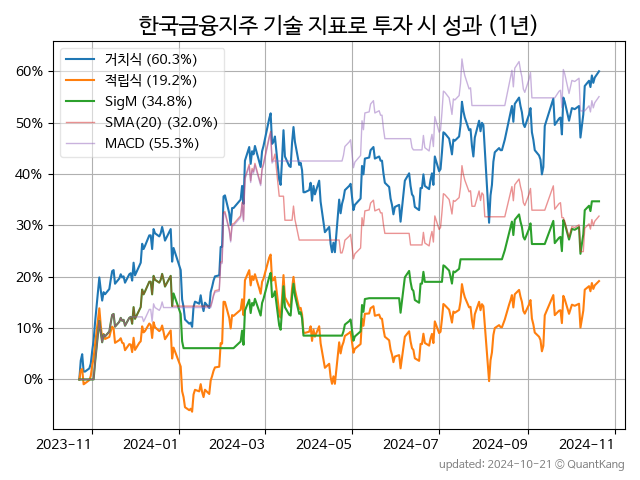 한국금융지주 기술 지표로 투자 시 성과 (1년)
거치식 (60.3%)
적립식 (19.2%)
SigM (34.8%)
SMA(20) (32.0%)
MACD (55.3%)
60%
50%
40%
30%
20%
10%
0%
2023-11 2024-01 2024-03 2024-05 2024-07 2024-09 2024-11
updated: 2024-10-21 © QuantKang